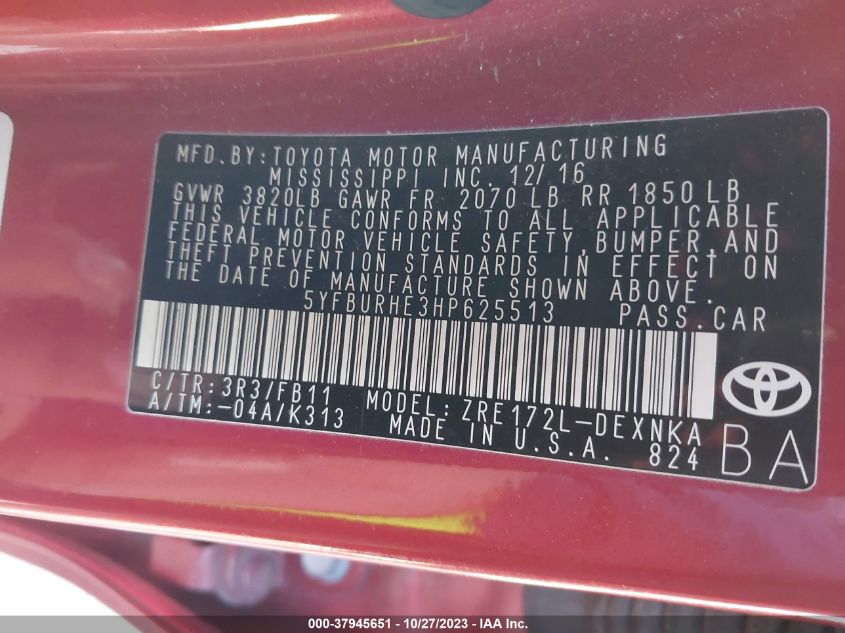 MFD.BY:TOYOTA MOTOR MANUFACTURING
MISSISSIPPI INC. 12/16
GVWR 3820LB GAWR FR 2070 LB RR 1850LB
THIS VEHICLE CONFORMS TO ALL APPLICABLE
FEDERAL MOTOR VEHICLE SAFETY,BUMPER,AND
THEFT PREVENTION STANDARDS IN EFFECT ON
THE DATE OF MANUFACTURE SHOWN ABOVE.
5YFBURHE3HP625513 PASS.CAR
C/TR:3R3/FB11 MODEL:ZRE172L-DEXNKA
A/TM:-04A/K313 MADE IN U.S.A. 824
BA
000-37945651 - 10/27/2023 - © IAA Inc.